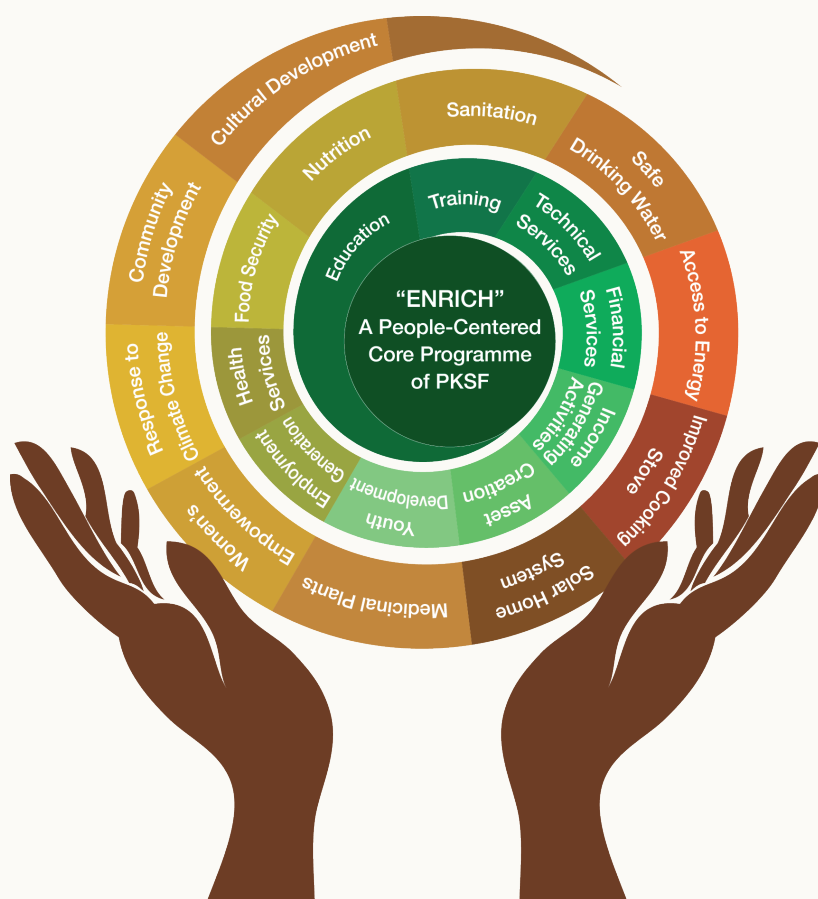 “ENRICH”
A People-Centered
Core Programme
of PKSF
Education
Training
Technical
Services
Financial
Services
Income
Generating
Activities
Asset
Creation
Youth
Development
Employment
Generation
Health
Services
Food Security
Nutrition
Sanitation
Safe
Drinking Water
Access to Energy
Improved Cooking
Stove
Solar Home
System
Medicinal Plants
Women’s
Empowerment
Response to
Climate Change
Community
Development
Cultural Development